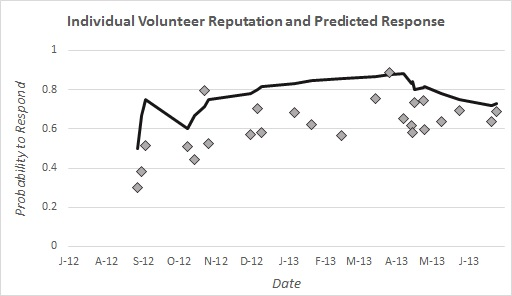 Individual Volunteer Reputation and Predicted Response
1
0.8
0.6
0.4
0.2
0
Probability to Respond
J-12 A-12 S-12 O-12 N-12 D-12 J-13 F-13 M-13 A-13 M-13 J-13
Date